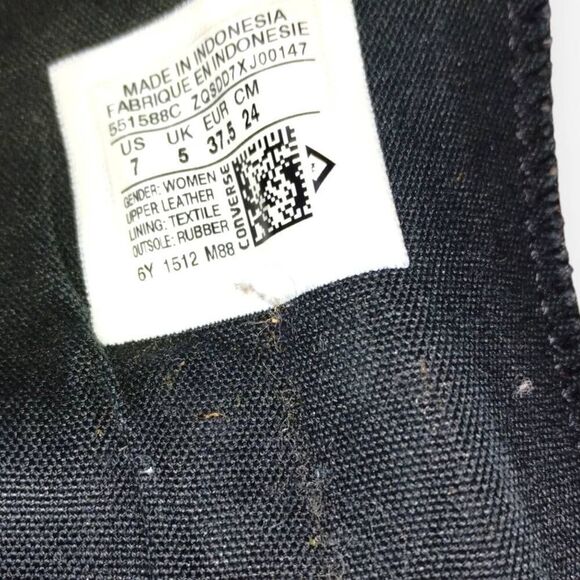 MADE IN INDONESIA
FABRIQUE EN INDONESIE
551588C ZQSDD7XJ00147
US UK EUR CM
7 5 37.5 24
GENDER: WOMEN
UPPER LEATHER
LINING: TEXTILE
OUTSOLE: RUBBER
CONVERSE
6Y 1512 M88